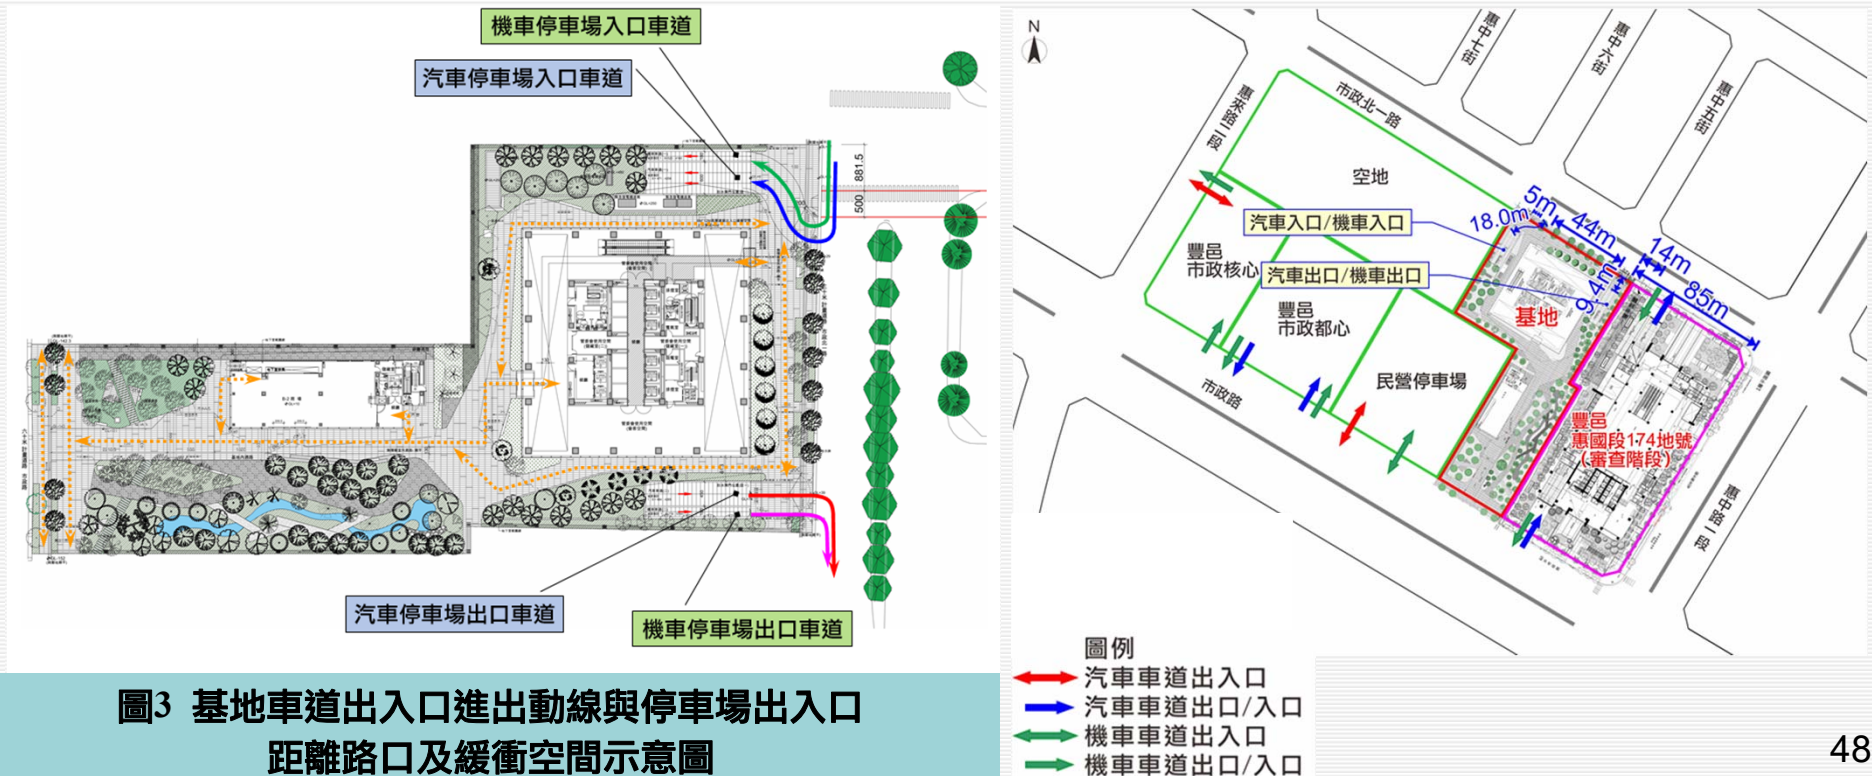 機車停車場入口車道
汽車停車場入口車道
881.5
500
汽車停車場出口車道
機車停車場出口車道
圖3 基地車道出入口進出動線與停車場出入口
距離路口及緩衝空間示意圖
N
惠中七街
惠中六街
惠中五街
惠來路二段
市政北一路
空地
5m
18.0m
44m
14m
85m
9.4m
汽車入口/機車入口
汽車出口/機車出口
豐邑
市政核心
豐邑
市政都心
基地
民營停車場
市政路
豐邑
惠國段174地號
(審查階段)
惠中路一段
圖例
汽車車道出入口
汽車車道出口/入口
機車車道出入口
機車車道出口/入口
48